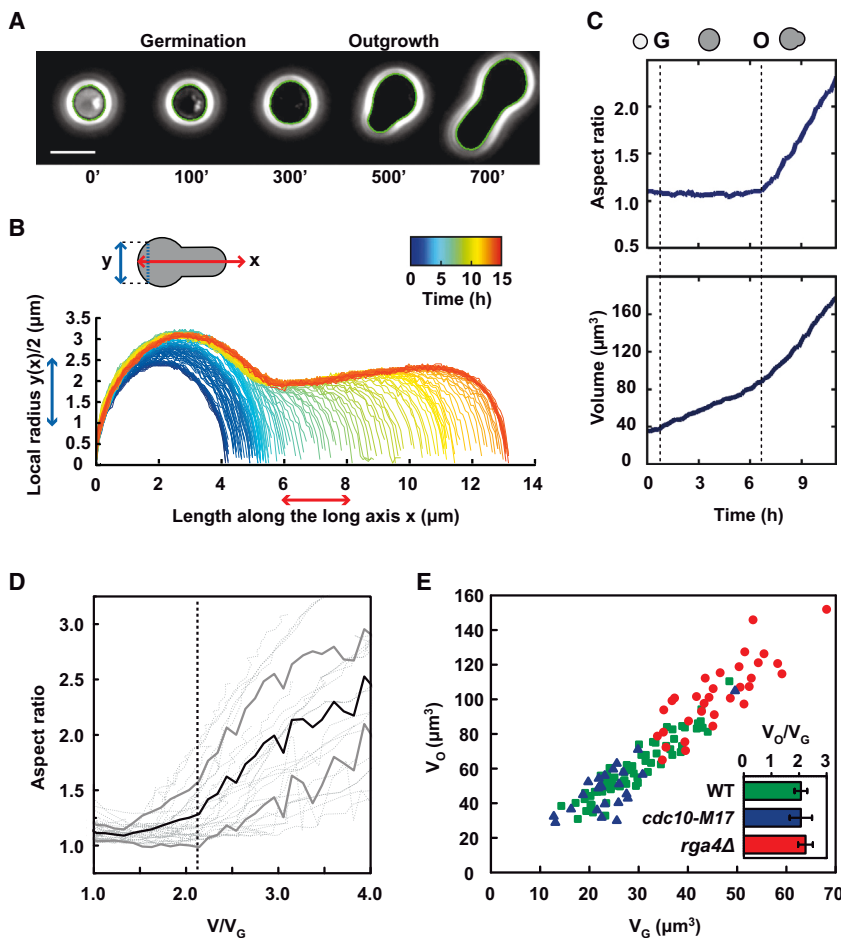 A
Germination Outgrowth
0' 100' 300' 500' 700'
B
y x
0 5 10 15
Time (h)
Local radius y(x)/2 (µm)
3.5
3.1
2.5
2
1.5
1
0.5
0 2 4 6 8 10 12 14
Length along the long axis x (µm)
C
G O
Aspect ratio
2.0
1.5
1.0
0.5
Volume (µm³)
160
120
80
40
0
0 3 6 9
Time (h)
D
Aspect ratio
3.0
2.5
2.0
1.5
1.0
1.0 2.0 3.0 4.0
V/VG
E
VO (µm³)
160
140
120
100
80
60
40
20
0
0 10 20 30 40 50 60 70
VG (µm³)
VO/VG
0 1 2 3
WT
cdc10-M17
rga4Δ